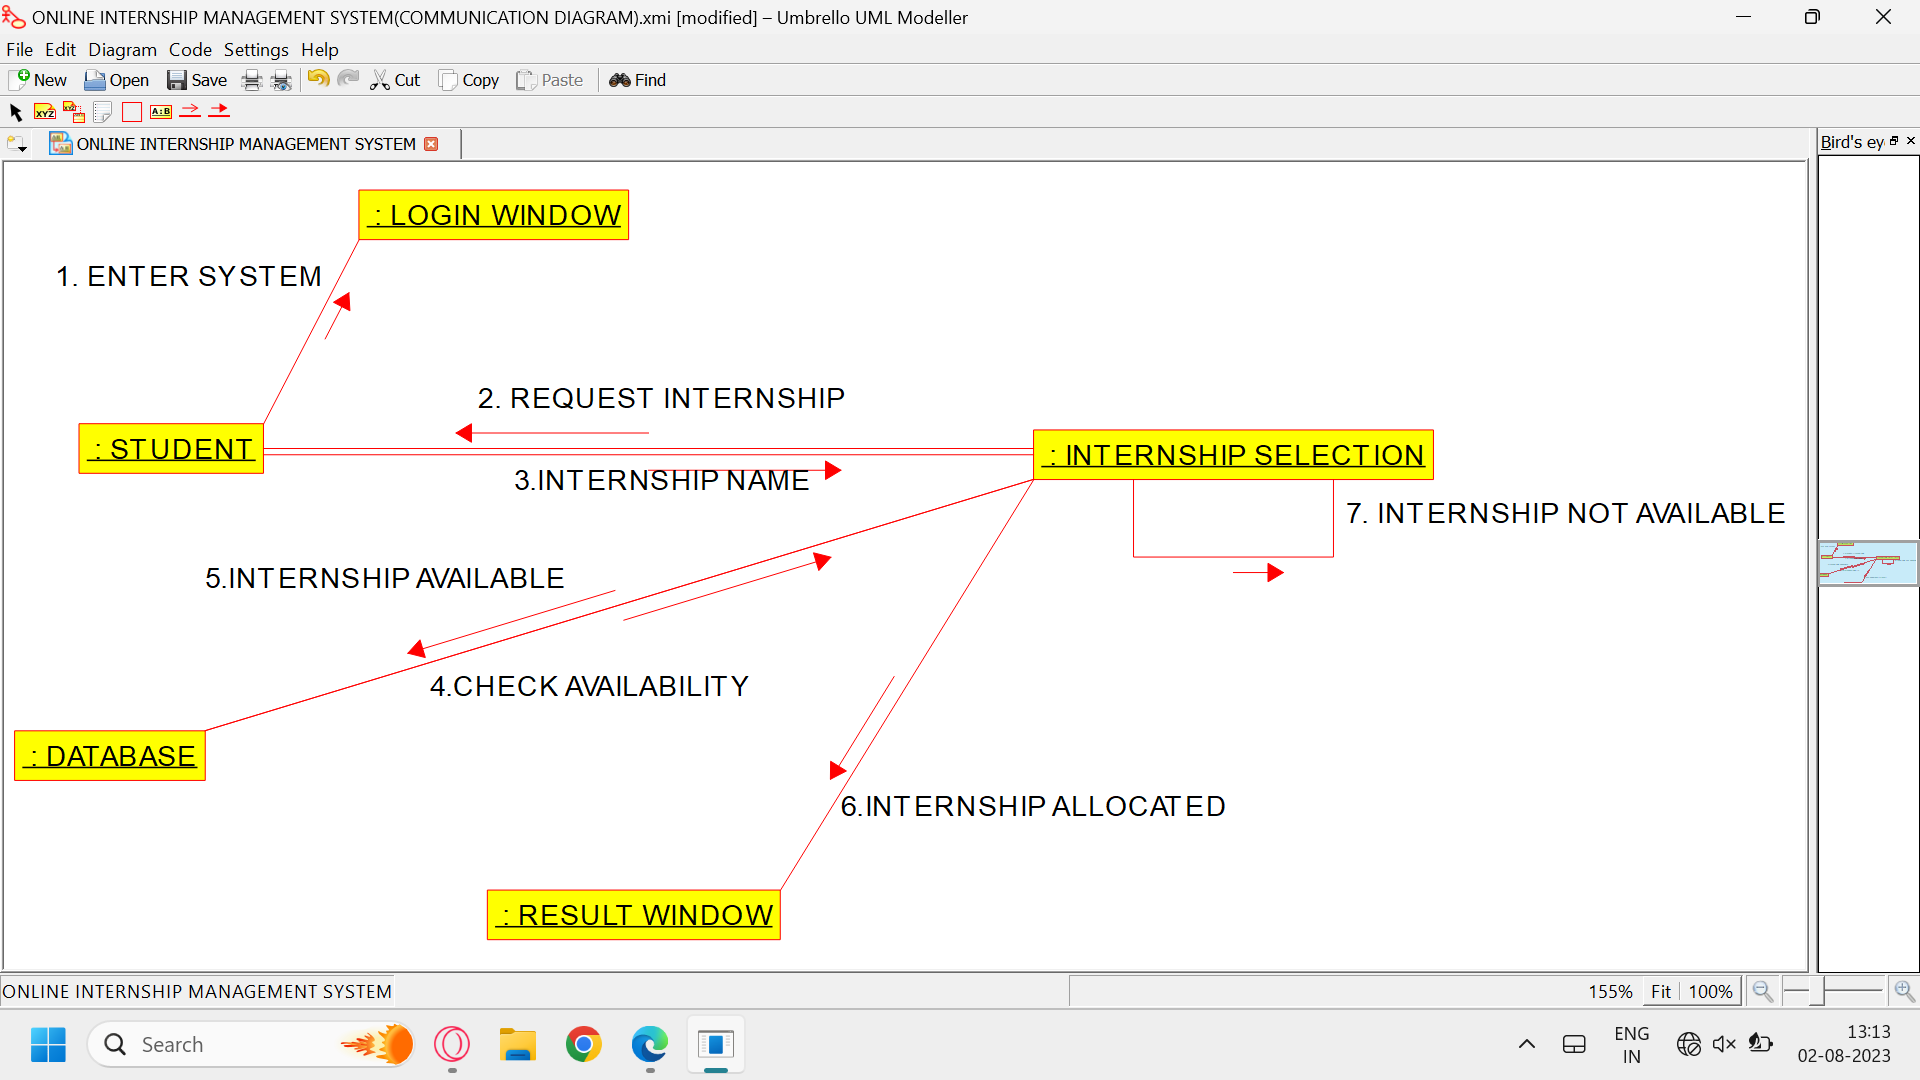 ONLINE INTERNSHIP MANAGEMENT SYSTEM(COMMUNICATION DIAGRAM).xmi [modified] – Umbrello UML Modeller
File Edit Diagram Code Settings Help
New Open Save Cut Copy Paste Find
XYZ XYZ A:B
ONLINE INTERNSHIP MANAGEMENT SYSTEM
Bird's ey
: LOGIN WINDOW
1. ENTER SYSTEM
2. REQUEST INTERNSHIP
: STUDENT
: INTERNSHIP SELECTION
3.INTERNSHIP NAME
7. INTERNSHIP NOT AVAILABLE
5.INTERNSHIP AVAILABLE
4.CHECK AVAILABILITY
: DATABASE
6.INTERNSHIP ALLOCATED
: RESULT WINDOW
ONLINE INTERNSHIP MANAGEMENT SYSTEM
155% Fit 100%
Search
ENG
IN
13:13
02-08-2023